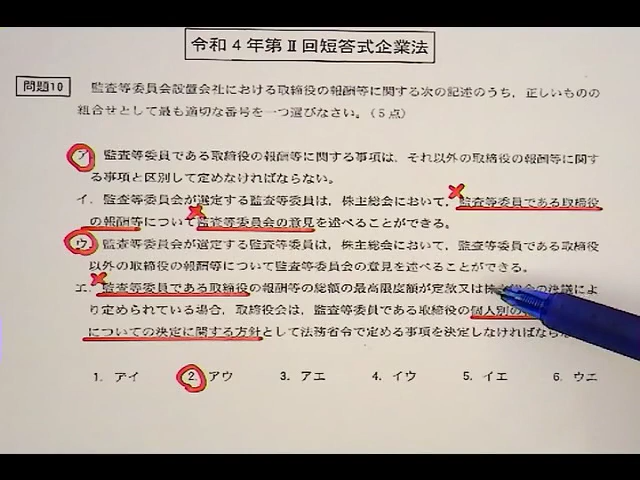 令和4年第Ⅱ回短答式企業法
問題10 監査等委員会設置会社における取締役の報酬等に関する次の記述のうち，正しいものの
組合せとして最も適切な番号を一つ選びなさい。（5点）
ア．監査等委員である取締役の報酬等に関する事項は，それ以外の取締役の報酬等に関す
る事項と区別して定めなければならない。
イ．監査等委員会が選定する監査等委員は，株主総会において，監査等委員である取締役
の報酬等について監査等委員会の意見を述べることができる。
ウ．監査等委員会が選定する監査等委員は，株主総会において，監査等委員である取締役
以外の取締役の報酬等について監査等委員会の意見を述べることができる。
エ．監査等委員である取締役の報酬等の総額の最高限度額が定款又は株主総会の決議によ
り定められている場合，取締役会は，監査等委員である取締役の個人別の
についての決定に関する方針として法務省令で定める事項を決定しなければなら
1．アイ 2．アウ 3．アエ 4．イウ 5．イエ 6．ウエ